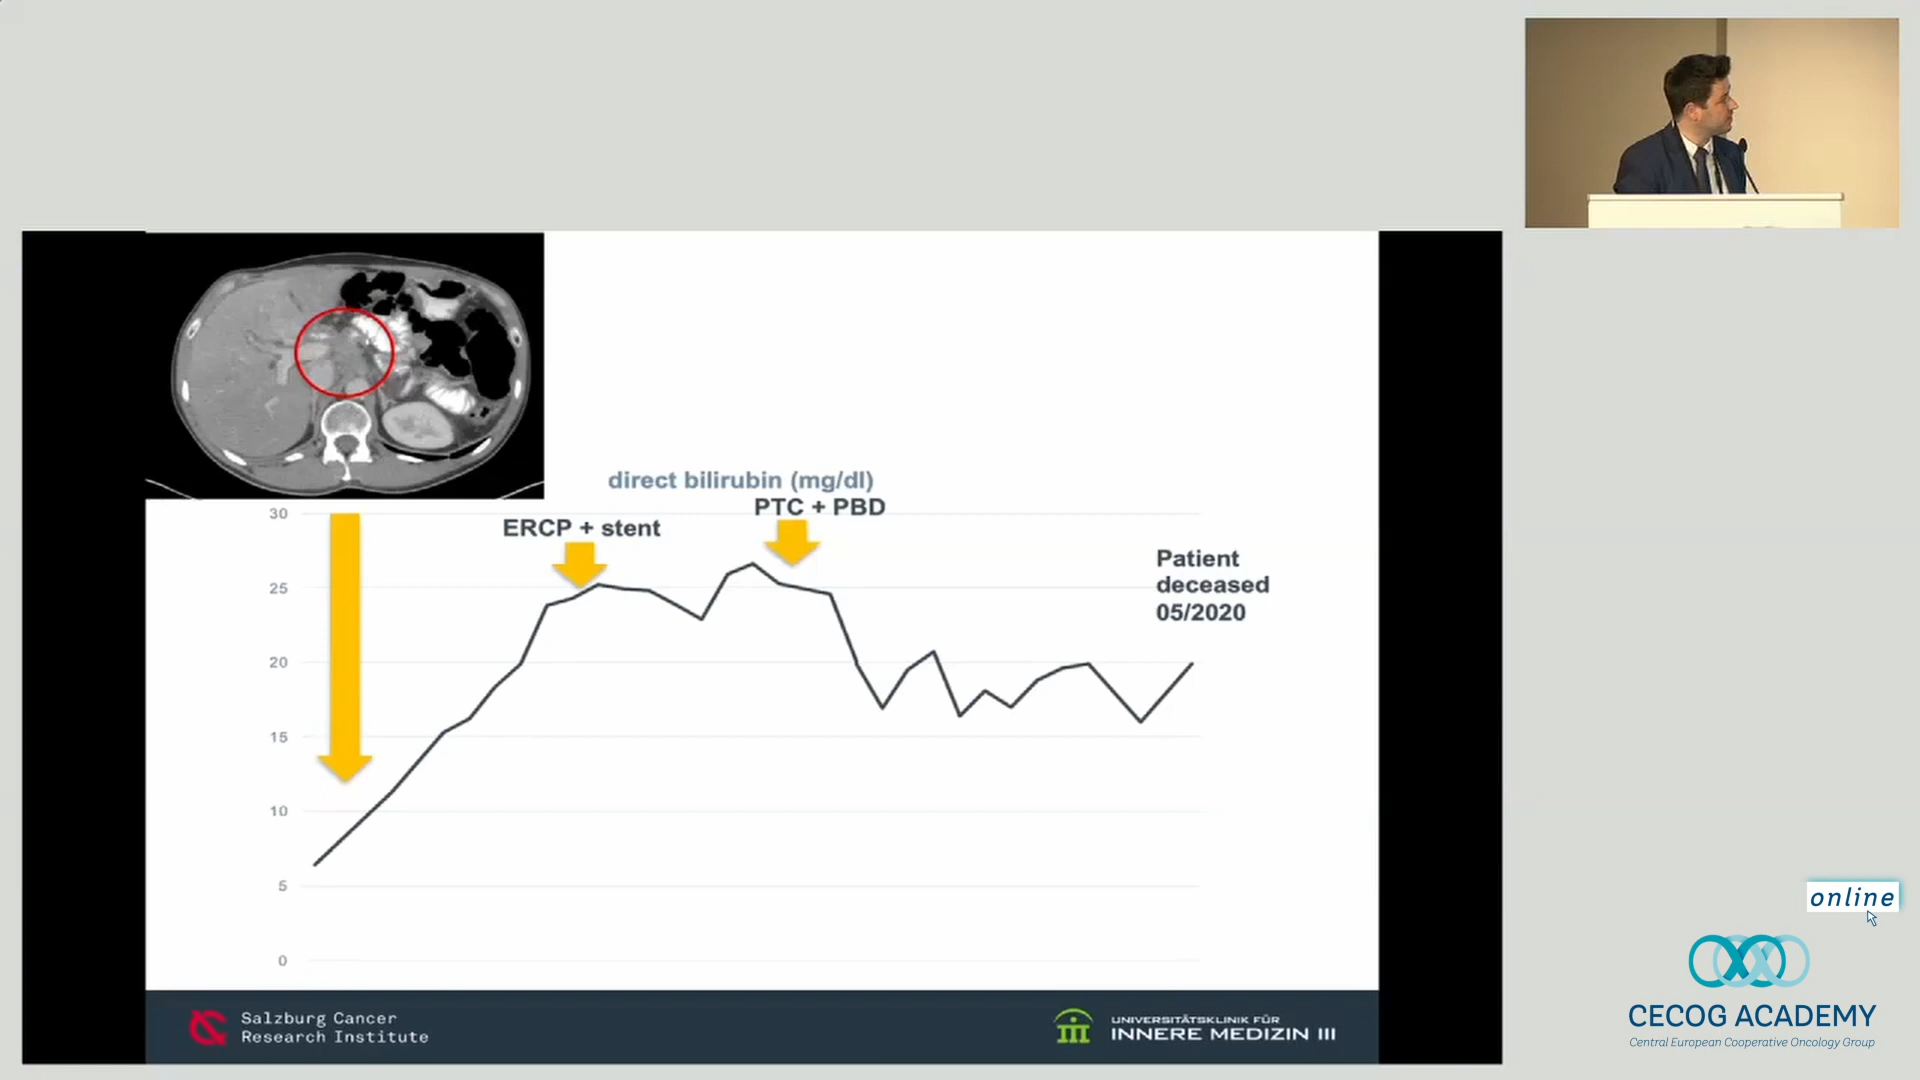 direct bilirubin (mg/dl)
PTC + PBD
ERCP + stent
Patient
deceased
05/2020
30
25
20
15
10
5
0
Salzburg Cancer
Research Institute
UNIVERSITÄTSKLINIK FÜR
INNERE MEDIZIN III
online
CECOG ACADEMY
Central European Cooperative Oncology Group